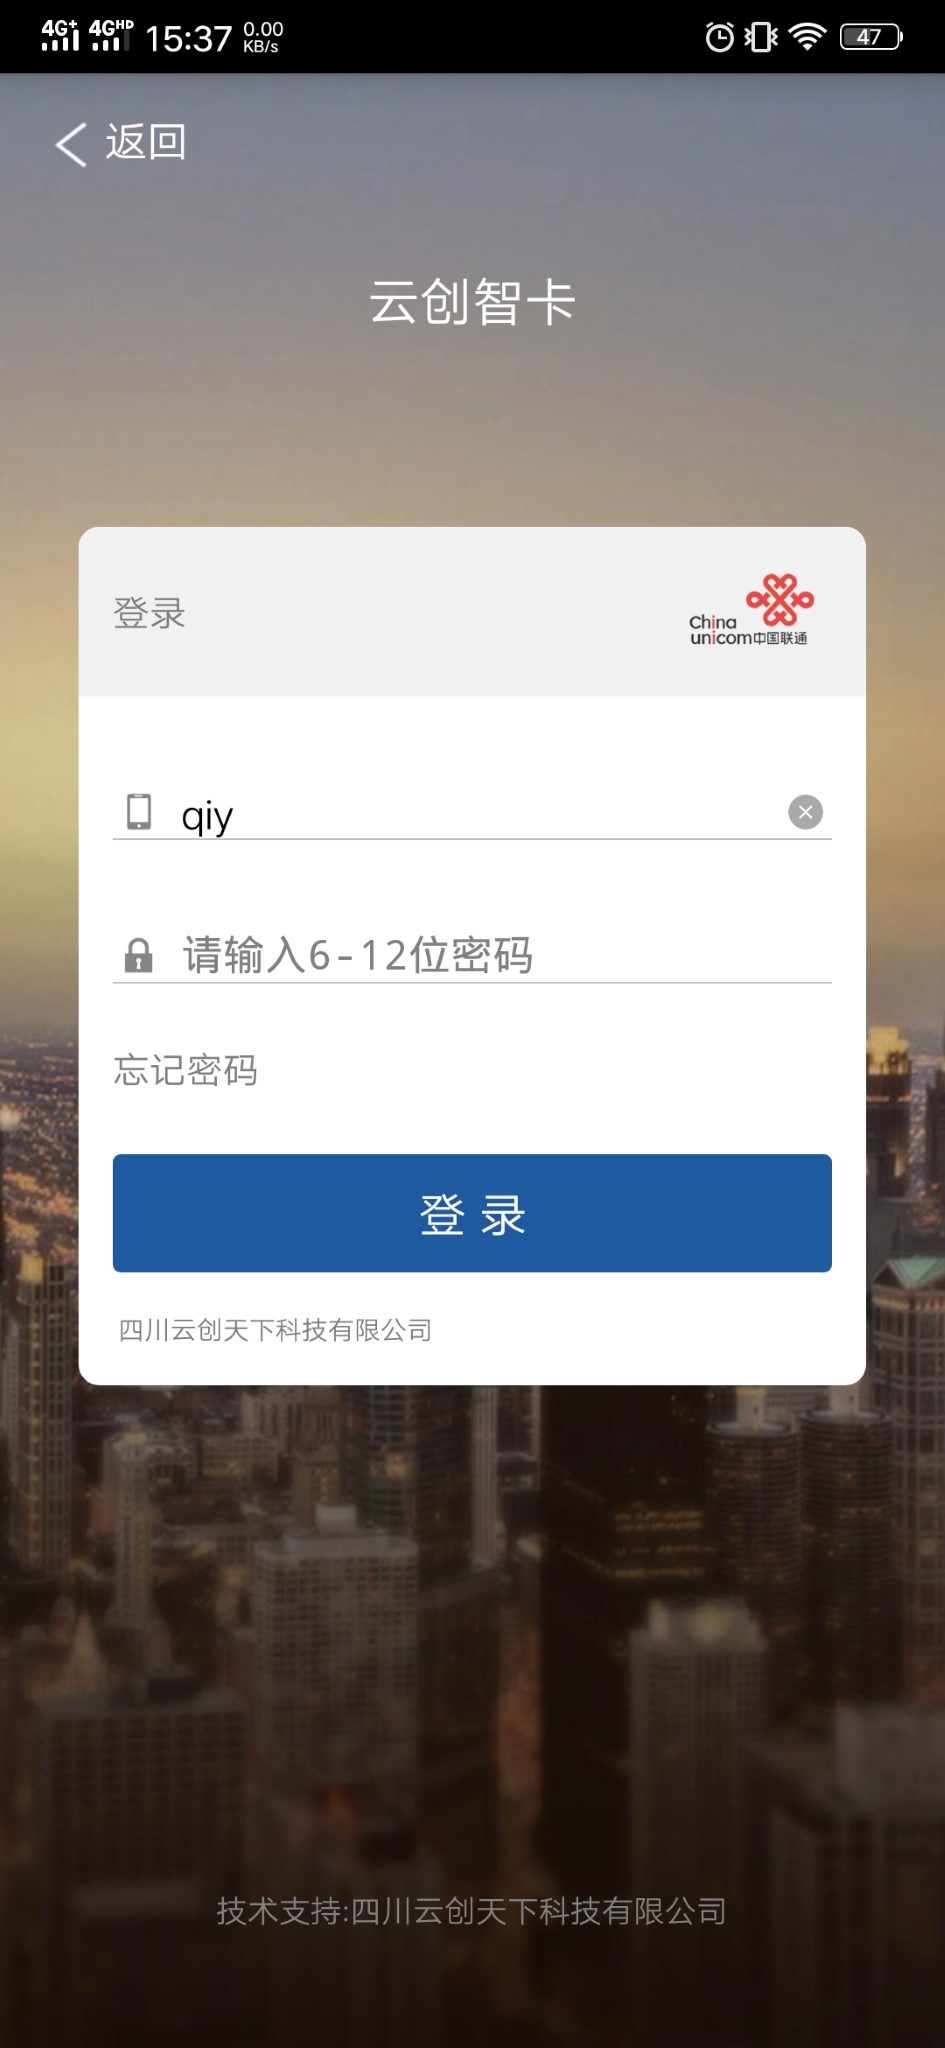 4G+ 4GHD 15:37 0.00 KB/s 47
返回
云创智卡
登录
China
unicom中国联通
qiy
请输入6-12位密码
忘记密码
登 录
四川云创天下科技有限公司
技术支持:四川云创天下科技有限公司